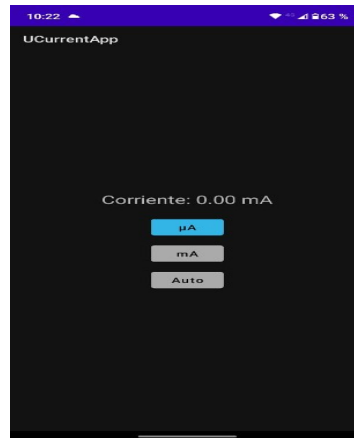 10:22 63 %
UCurrentApp
Corriente: 0.00 mA
µA
mA
Auto